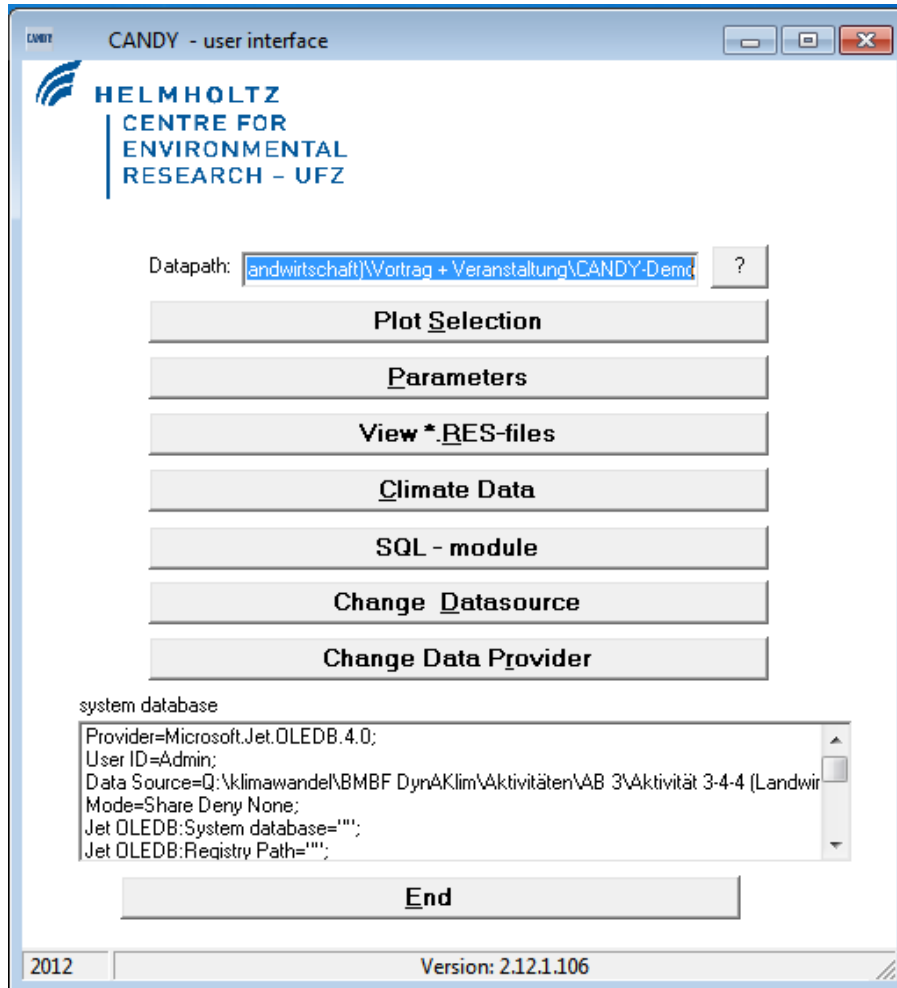 CANDY
CANDY - user interface
HELMHOLTZ
CENTRE FOR
ENVIRONMENTAL
RESEARCH – UFZ
Datapath: andwirtschaft)\Vortrag + Veranstaltung\CANDY-Demo ?
Plot Selection
Parameters
View *.RES-files
Climate Data
SQL - module
Change Datasource
Change Data Provider
system database
Provider=Microsoft.Jet.OLEDB.4.0;
User ID=Admin;
Data Source=Q:\klimawandel\BMBF DynAKlim\Aktivitäten\AB 3\Aktivität 3-4-4 (Landwir
Mode=Share Deny None;
Jet OLEDB:System database="";
Jet OLEDB:Registry Path="";
End
2012 Version: 2.12.1.106